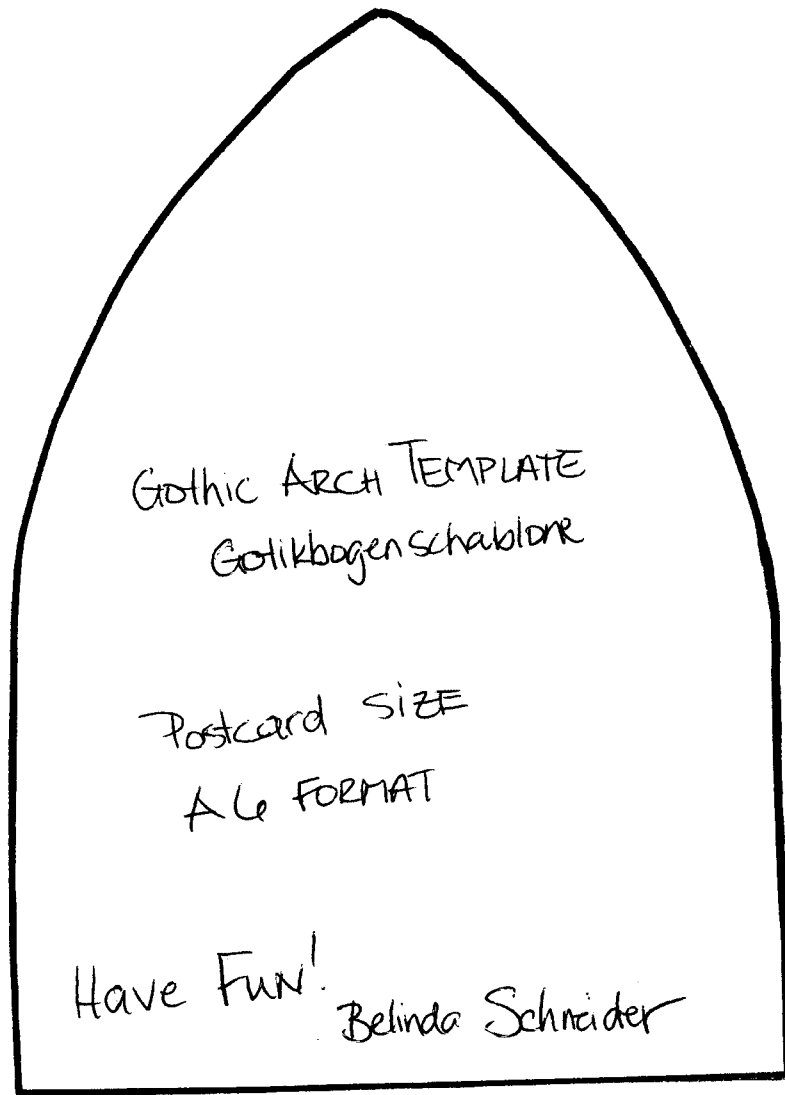 Gothic ARCH TEMPLATE
Gotikbogenschablone
Postcard SIZE
A6 FORMAT
Have Fun!
Belinda Schneider